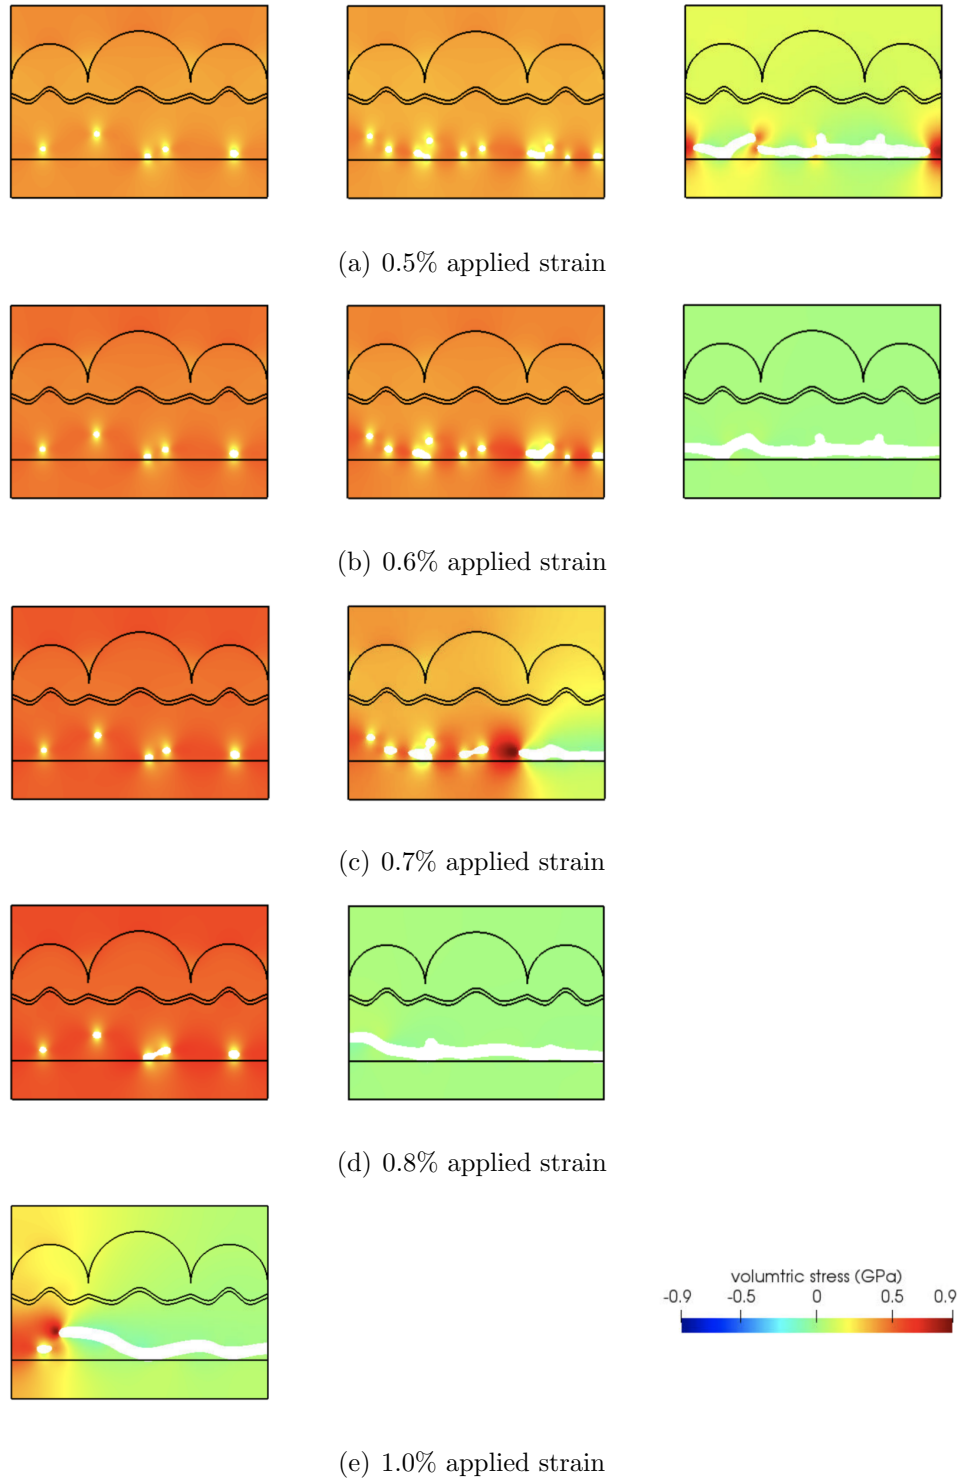 (a) 0.5% applied strain
(b) 0.6% applied strain
(c) 0.7% applied strain
(d) 0.8% applied strain
volumtric stress (GPa)
-0.9 -0.5 0 0.5 0.9
(e) 1.0% applied strain